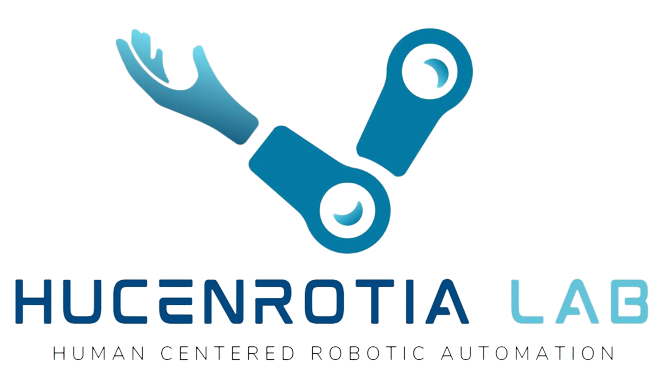 HUCENROTIA LAB
HUMAN CENTERED ROBOTIC AUTOMATION